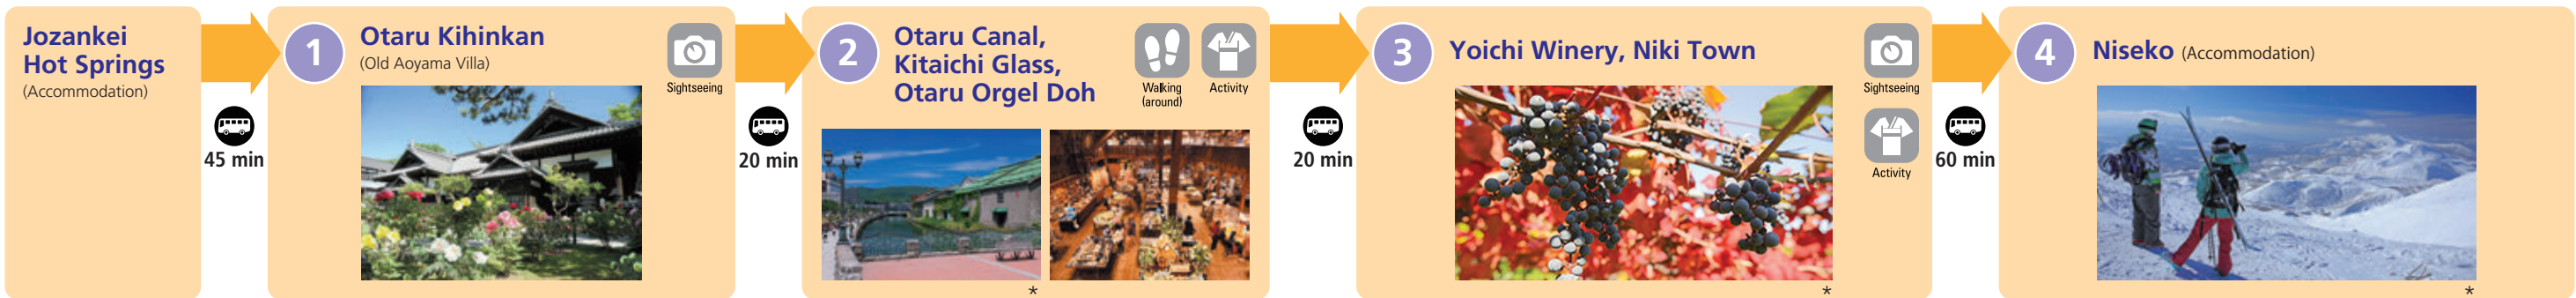 Jozankei
Hot Springs
(Accommodation)
45 min
1
Otaru Kihinkan
(Old Aoyama Villa)
Sightseeing
20 min
2
Otaru Canal,
Kitaichi Glass,
Otaru Orgel Doh
Walking
(around)
Activity
*
20 min
3
Yoichi Winery, Niki Town
Sightseeing
Activity
*
60 min
4
Niseko (Accommodation)
*